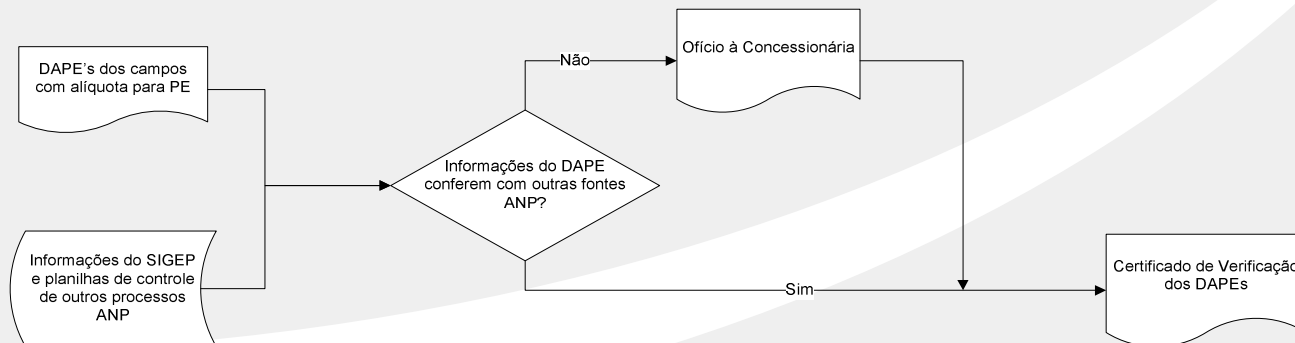 DAPE's dos campos
com alíquota para PE
Informações do SIGEP
e planilhas de controle
de outros processos
ANP
Informações do DAPE
conferem com outras fontes
ANP?
Não
Ofício à Concessionária
Sim
Certificado de Verificação
dos DAPEs